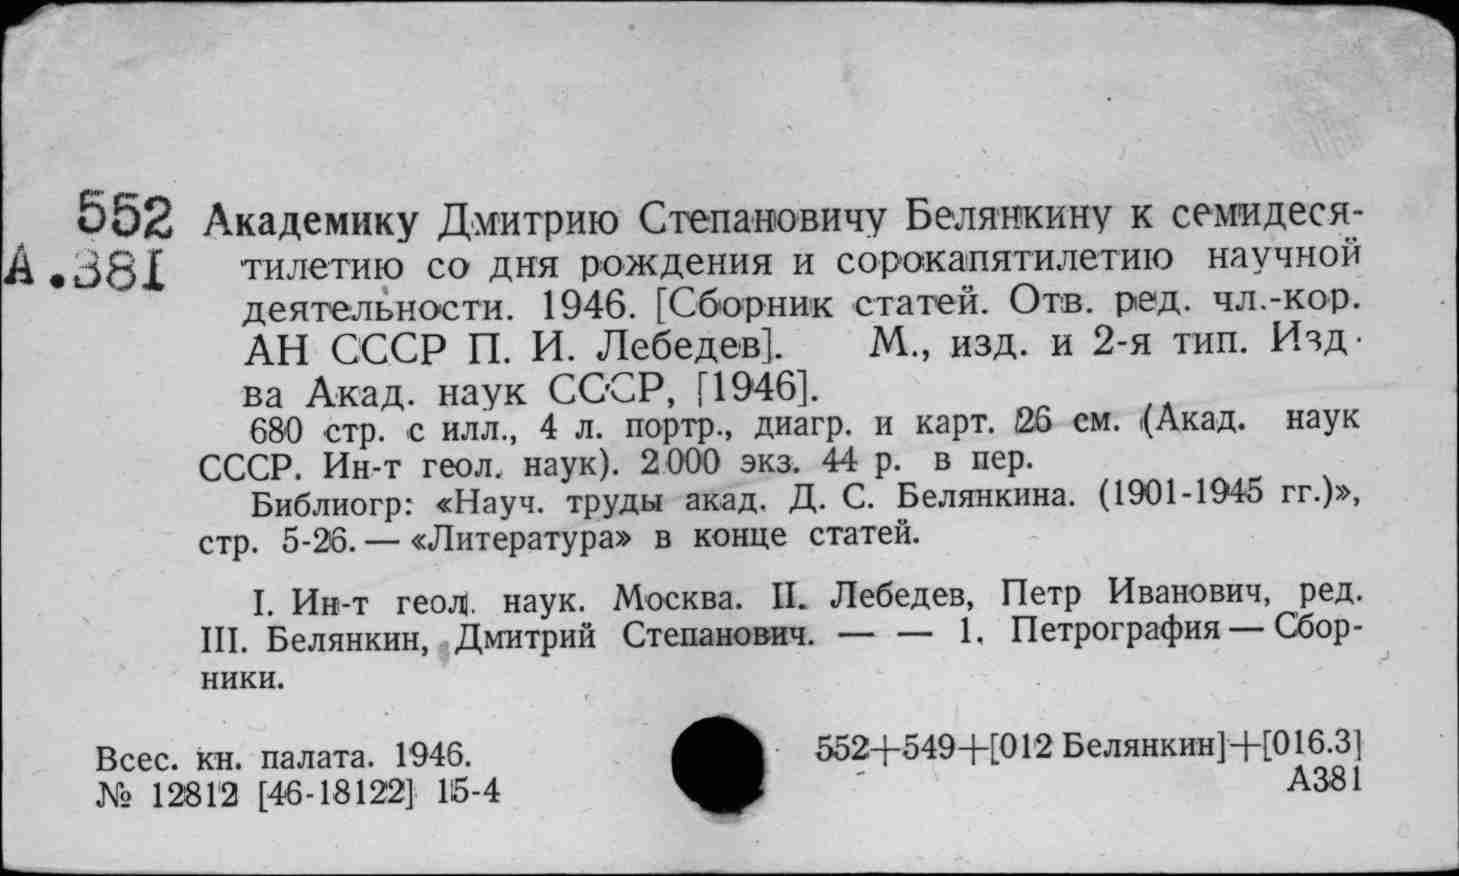 552 Академику Дмитрию Степановичу Белянкину к семидеся-
А.381 тилетию со дня рождения и сорокапятилетию научной
деятельности. 1946. [Сборник статей. Отв. ред. чл.-кор.
АН СССР П. И. Лебедев]. М., изд. и 2-я тип. Изд-
ва Акад. наук СССР, [1946].
680 стр. с илл., 4 л. портр., диагр. и карт. 26 см. (Акад. наук
СССР. Ин-т геол. наук). 2 000 экз. 44 р. в пер.
Библиогр: «Науч. труды акад. Д. С. Белянкина. (1901-1945 гг.)»,
стр. 5-26. — «Литература» в конце статей.
I. Ин-т геол. наук. Москва. II. Лебедев, Петр Иванович, ред.
III. Белянкин, Дмитрий Степанович. — — 1. Петрография — Сбор-
ники.
Всес. кн. палата. 1946.
№ 12812 [46-18122] 15-4
552+549+[012 Белянкин]+[016.3]
А381